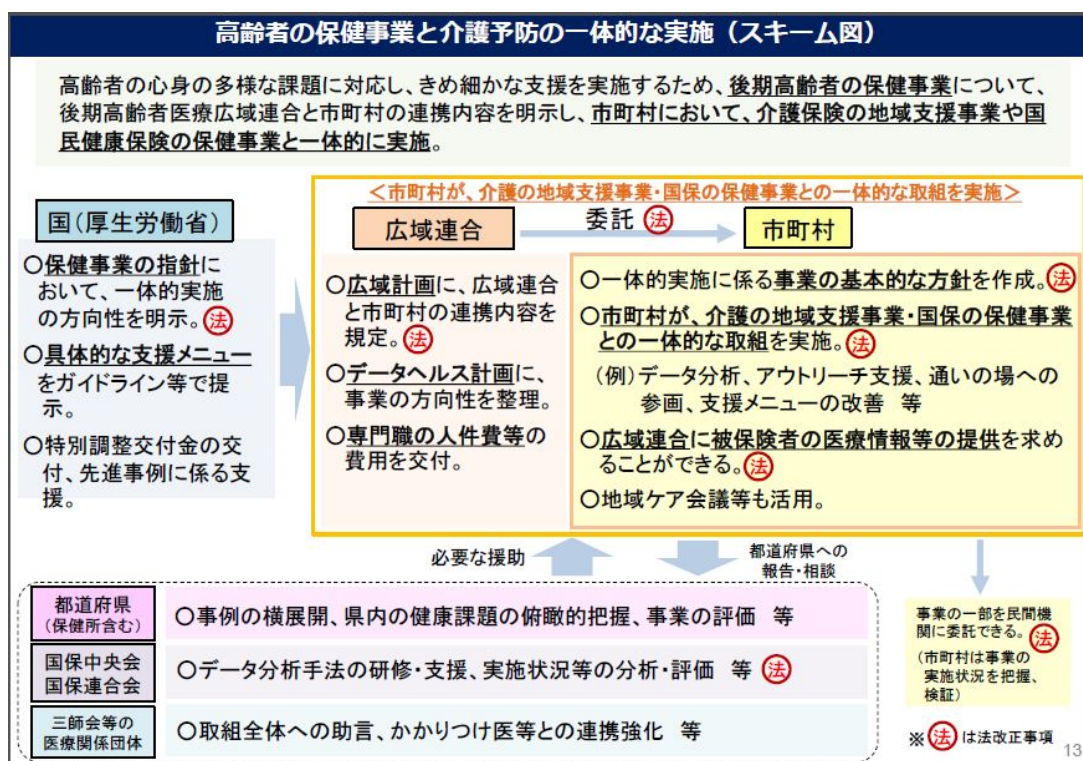 高齢者の保健事業と介護予防の一体的な実施（スキーム図）
高齢者の心身の多様な課題に対応し、きめ細かな支援を実施するため、後期高齢者の保健事業について、
後期高齢者医療広域連合と市町村の連携内容を明示し、市町村において、介護保険の地域支援事業や国
民健康保険の保健事業と一体的に実施。
＜市町村が、介護の地域支援事業・国保の保健事業との一体的な取組を実施＞
国（厚生労働省）
○保健事業の指針に
おいて、一体的実施
の方向性を明示。法
○具体的な支援メニュー
をガイドライン等で提
示。
○特別調整交付金の交
付、先進事例に係る支
援。
広域連合
委託 法
市町村
○広域計画に、広域連合
と市町村の連携内容を
規定。法
○データヘルス計画に、
事業の方向性を整理。
○専門職の人件費等の
費用を交付。
○一体的実施に係る事業の基本的な方針を作成。法
○市町村が、介護の地域支援事業・国保の保健事業
との一体的な取組を実施。法
（例）データ分析、アウトリーチ支援、通いの場への
参画、支援メニューの改善 等
○広域連合に被保険者の医療情報等の提供を求め
ることができる。法
○地域ケア会議等も活用。
必要な援助
都道府県への
報告・相談
都道府県
（保健所含む）
○事例の横展開、県内の健康課題の俯瞰的把握、事業の評価 等
国保中央会
国保連合会
○データ分析手法の研修・支援、実施状況等の分析・評価 等 法
三師会等の
医療関係団体
○取組全体への助言、かかりつけ医等との連携強化 等
事業の一部を民間機
関に委託できる。法
（市町村は事業の
実施状況を把握、
検証）
※法は法改正事項
13